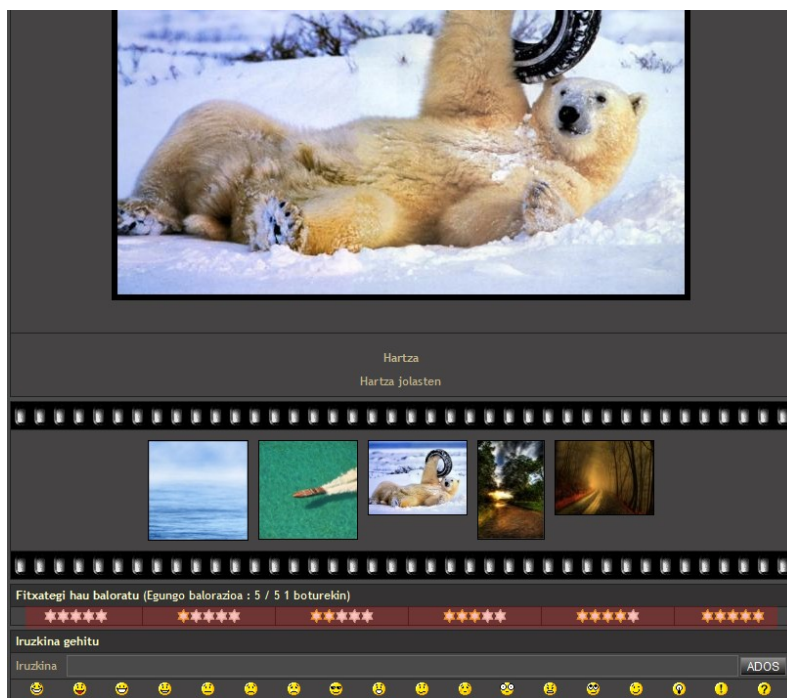 Hartza
Hartza jolasten
Fitxategi hau baloratu (Egungo balorazioa : 5 / 5 1 boturekin)
Iruzkina gehitu
Iruzkina ADOS